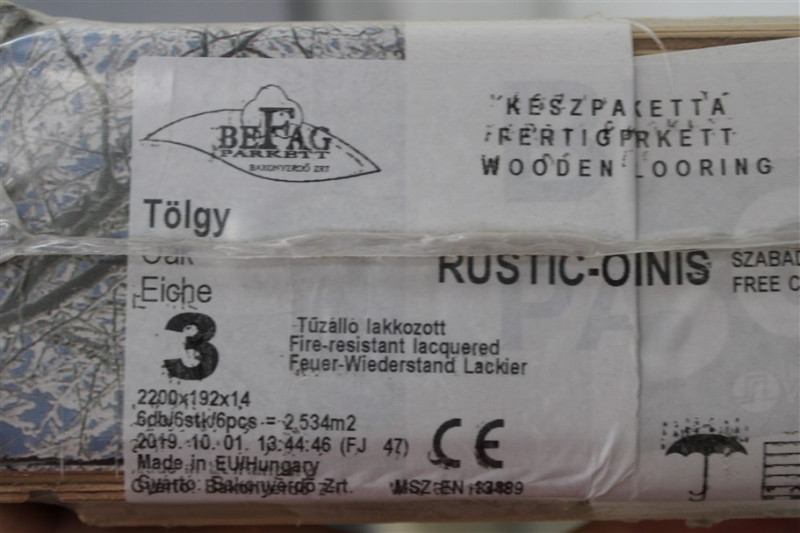 BEFAG
PARKETT
BAKONYERDŐ ZRT
KÉSZPAKETTA
FERTIGPRKETT
WOODEN LOORING
Tölgy
Oak
Eiche
RUSTIC-OINIS
SZABAD
FREE C
3
Tűzálló lakkozott
Fire-resistant lacquered
Feuer-Wiederstand Lackier
2200x192x14
6db/6stk/6pcs = 2,534m2
2019. 10. 01. 13:44:46 (FJ 47)
Made in EU/Hungary
Gyártó: Bakonyerdő Zrt.
CE
MSZ EN